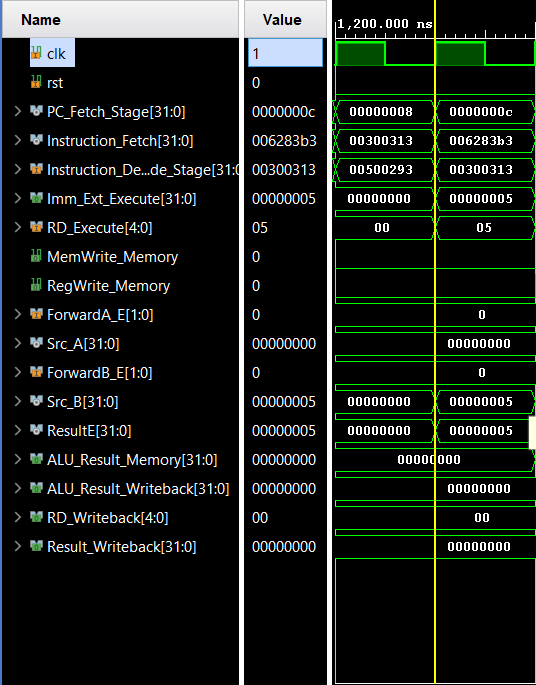 Name Value 1,200.000 ns
clk 1
rst 0
PC_Fetch_Stage[31:0] 0000000c 00000008 0000000c
Instruction_Fetch[31:0] 006283b3 00300313 006283b3
Instruction_De...de_Stage[31:0 00300313 00500293 00300313
Imm_Ext_Execute[31:0] 00000005 00000000 00000005
RD_Execute[4:0] 05 00 05
MemWrite_Memory 0
RegWrite_Memory 0
ForwardA_E[1:0] 0 0
Src_A[31:0] 00000000 00000000
ForwardB_E[1:0] 0 0
Src_B[31:0] 00000005 00000000 00000005
ResultE[31:0] 00000005 00000000 00000005
ALU_Result_Memory[31:0] 00000000 00000000
ALU_Result_Writeback[31:0] 00000000 00000000
RD_Writeback[4:0] 00 00
Result_Writeback[31:0] 00000000 00000000